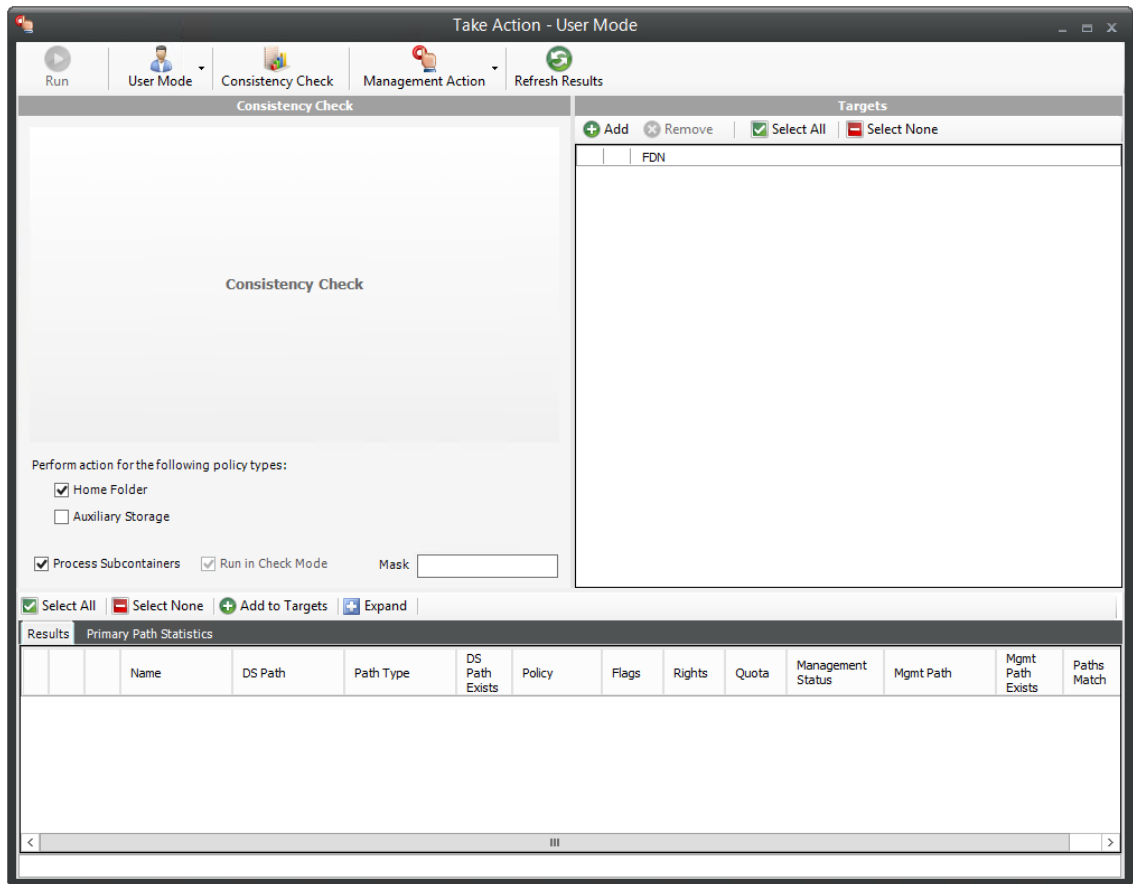 Take Action - User Mode
Run
User Mode
Consistency Check
Management Action
Refresh Results
Consistency Check
Targets
Add
Remove
Select All
Select None
FDN
Consistency Check
Perform action for the following policy types:
Home Folder
Auxiliary Storage
Process Subcontainers
Run in Check Mode
Mask
Select All
Select None
Add to Targets
Expand
Results
Primary Path Statistics
Name
DS Path
Path Type
DS
Path
Exists
Policy
Flags
Rights
Quota
Management
Status
Mgmt Path
Mgmt
Path
Exists
Paths
Match